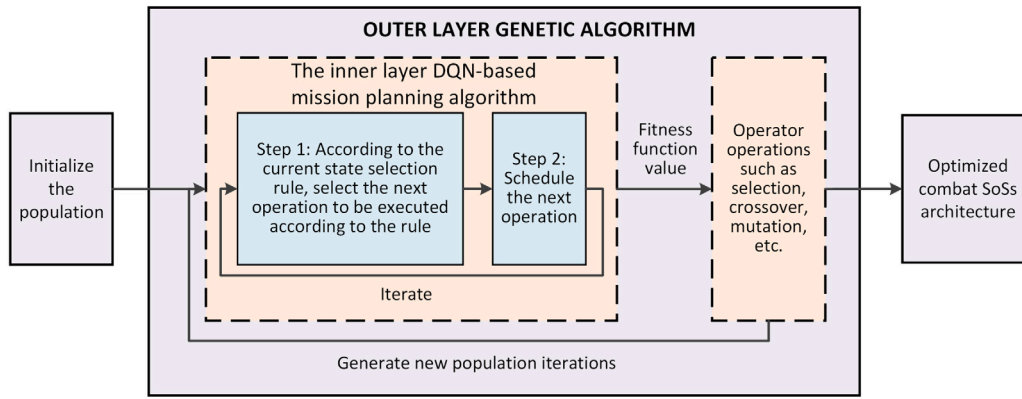 OUTER LAYER GENETIC ALGORITHM
The inner layer DQN-based
mission planning algorithm
Initialize
the
population
Step 1: According to the
current state selection
rule, select the next
operation to be executed
according to the rule
Step 2:
Schedule
the next
operation
Iterate
Fitness
function
value
Operator
operations
such as
selection,
crossover,
mutation,
etc.
Optimized
combat SoSs
architecture
Generate new population iterations